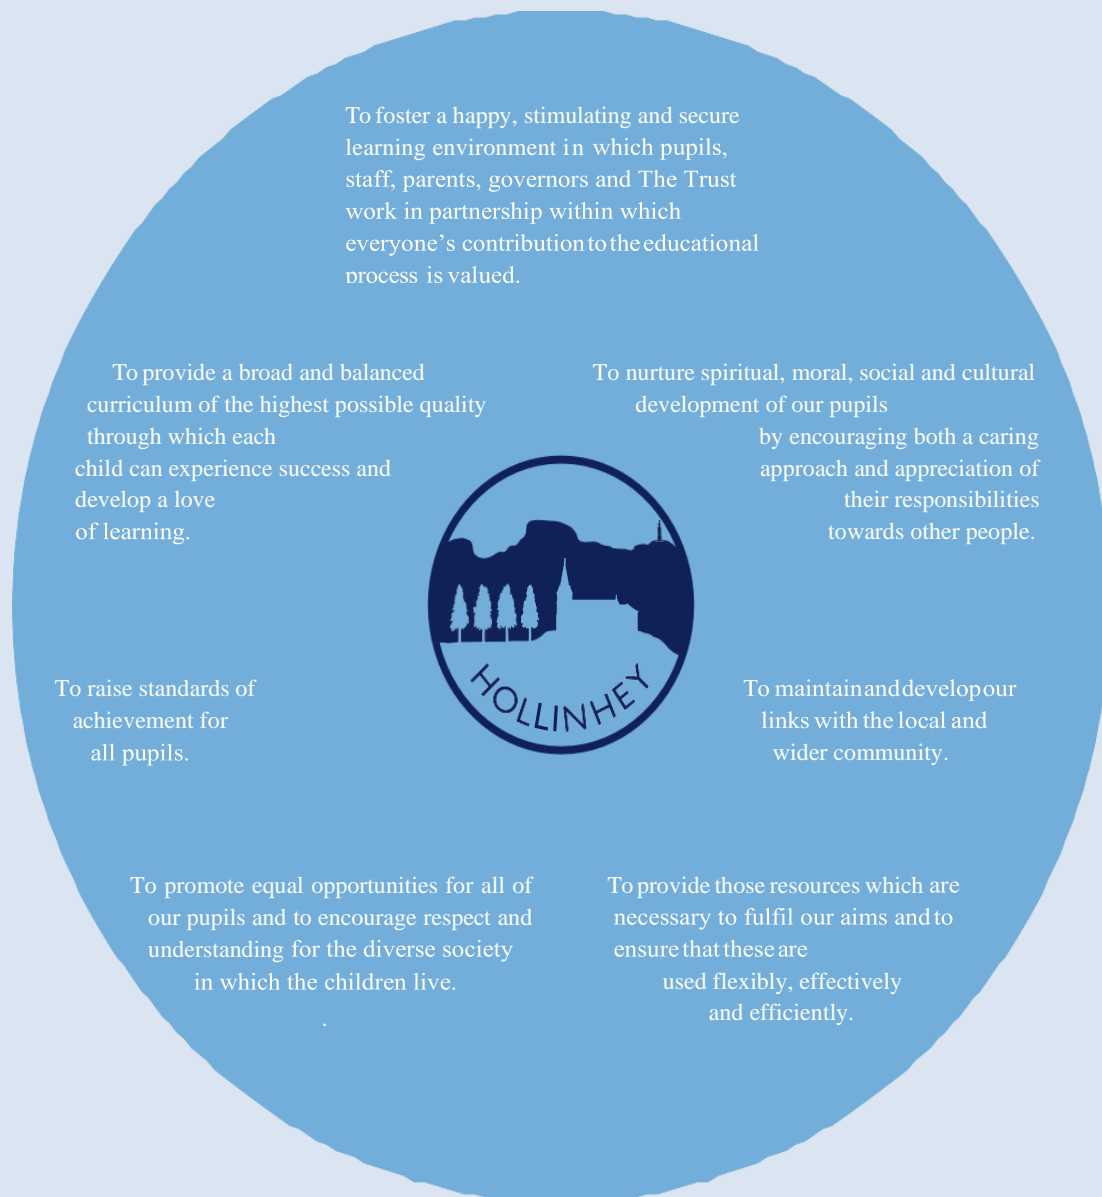 To foster a happy, stimulating and secure
learning environment in which pupils,
staff, parents, governors and The Trust
work in partnership within which
everyone’s contribution to the educational
process is valued.
To provide a broad and balanced
curriculum of the highest possible quality
through which each
child can experience success and
develop a love
of learning.
To nurture spiritual, moral, social and cultural
development of our pupils
by encouraging both a caring
approach and appreciation of
their responsibilities
towards other people.
HOLLINHEY
To raise standards of
achievement for
all pupils.
To maintain and develop our
links with the local and
wider community.
To promote equal opportunities for all of
our pupils and to encourage respect and
understanding for the diverse society
in which the children live.
.
To provide those resources which are
necessary to fulfil our aims and to
ensure that these are
used flexibly, effectively
and efficiently.